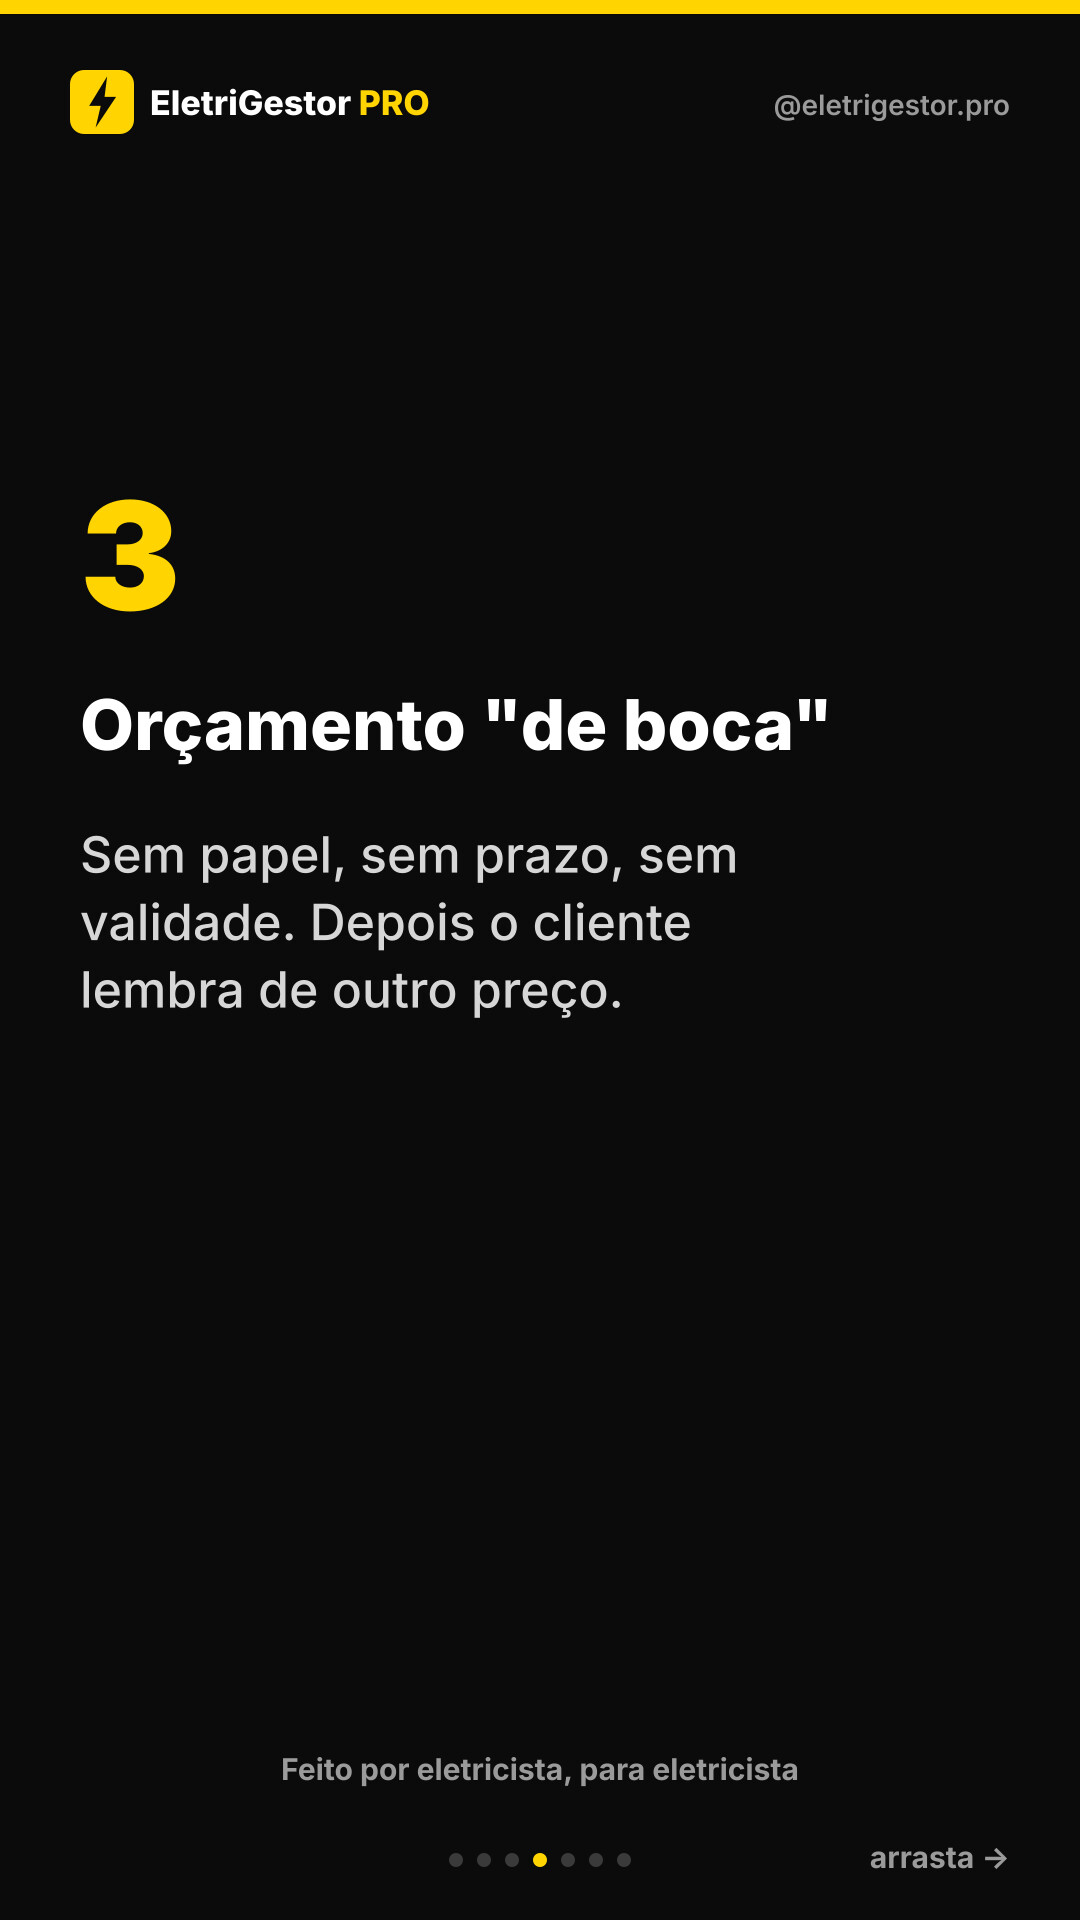 EletriGestor PRO
@eletrigestor.pro
3
Orçamento "de boca"
Sem papel, sem prazo, sem
validade. Depois o cliente
lembra de outro preço.
Feito por eletricista, para eletricista
arrasta →